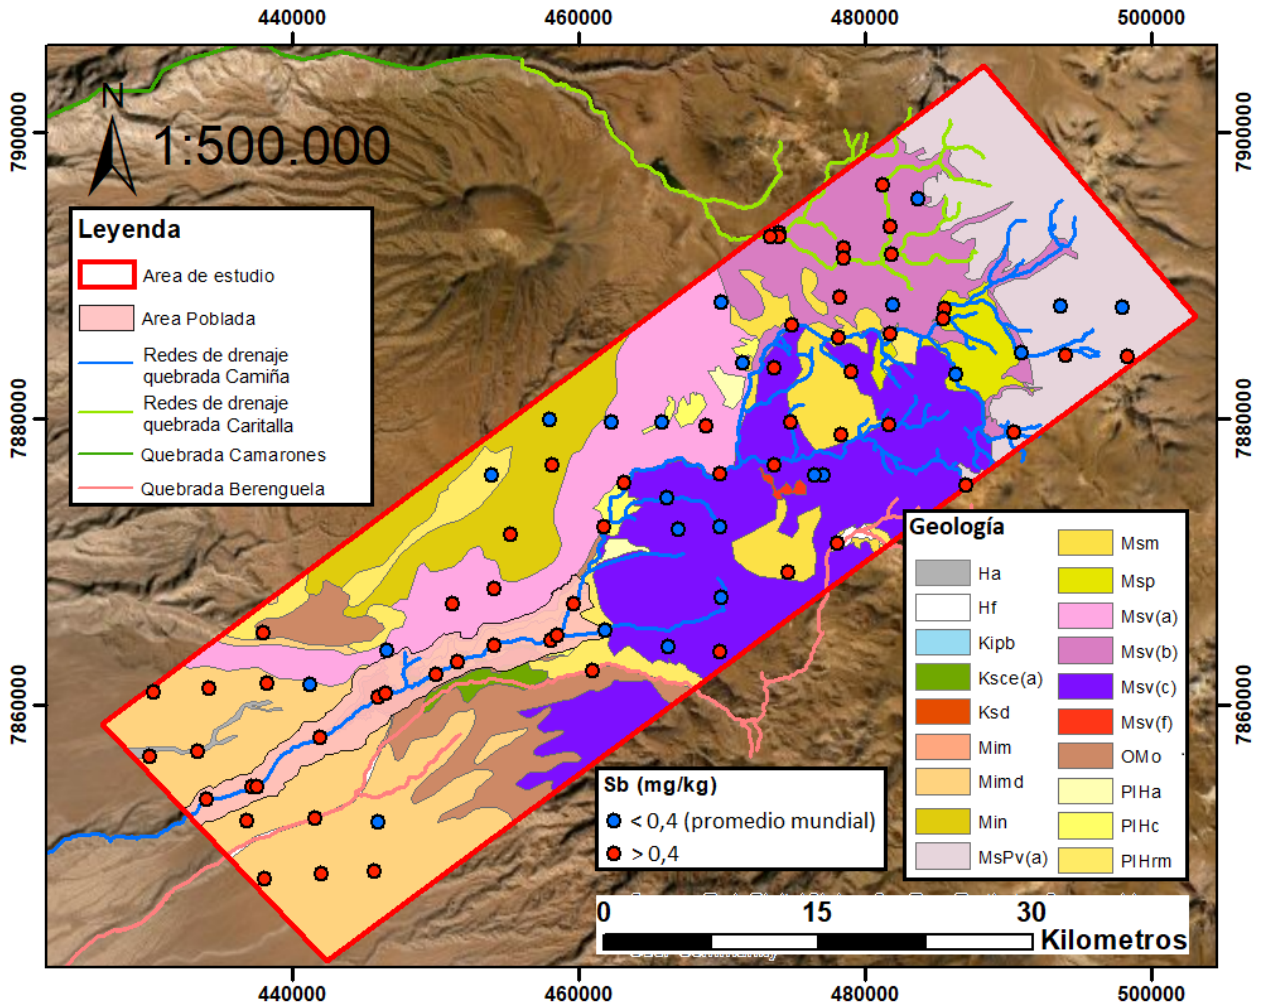 440000
460000
480000
500000
7890000
7880000
7860000
7890000
7880000
7860000
N
1:500.000
Leyenda
Area de estudio
Area Poblada
Redes de drenaje
quebrada Camiña
Redes de drenaje
quebrada Caritalla
Quebrada Camarones
Quebrada Berenguela
Geología
Ha
Hf
Kipb
Ksce(a)
Ksd
Mim
Mimd
Min
MsPv(a)
Msm
Msp
Msv(a)
Msv(b)
Msv(c)
Msv(f)
OMo
PlHa
PlHc
PlHrm
Sb (mg/kg)
< 0,4 (promedio mundial)
> 0,4
0
15
30
Kilometros
440000
460000
480000
500000